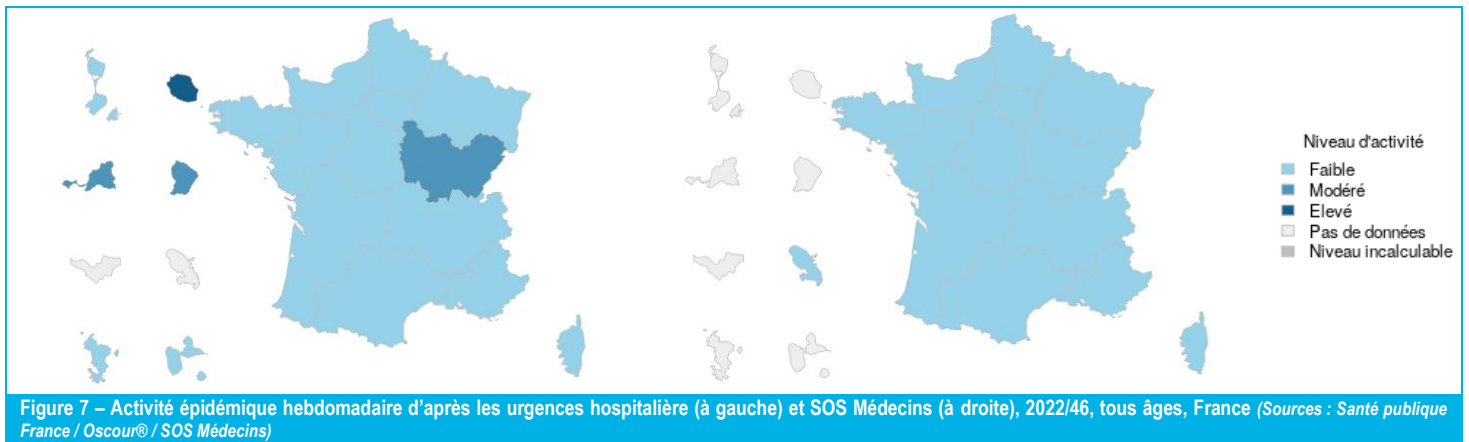 Niveau d'activité
Faible
Modéré
Elevé
Pas de données
Niveau incalculable
Figure 7 – Activité épidémique hebdomadaire d'après les urgences hospitalière (à gauche) et SOS Médecins (à droite), 2022/46, tous âges, France (Sources : Santé publique
France / Oscour® / SOS Médecins)